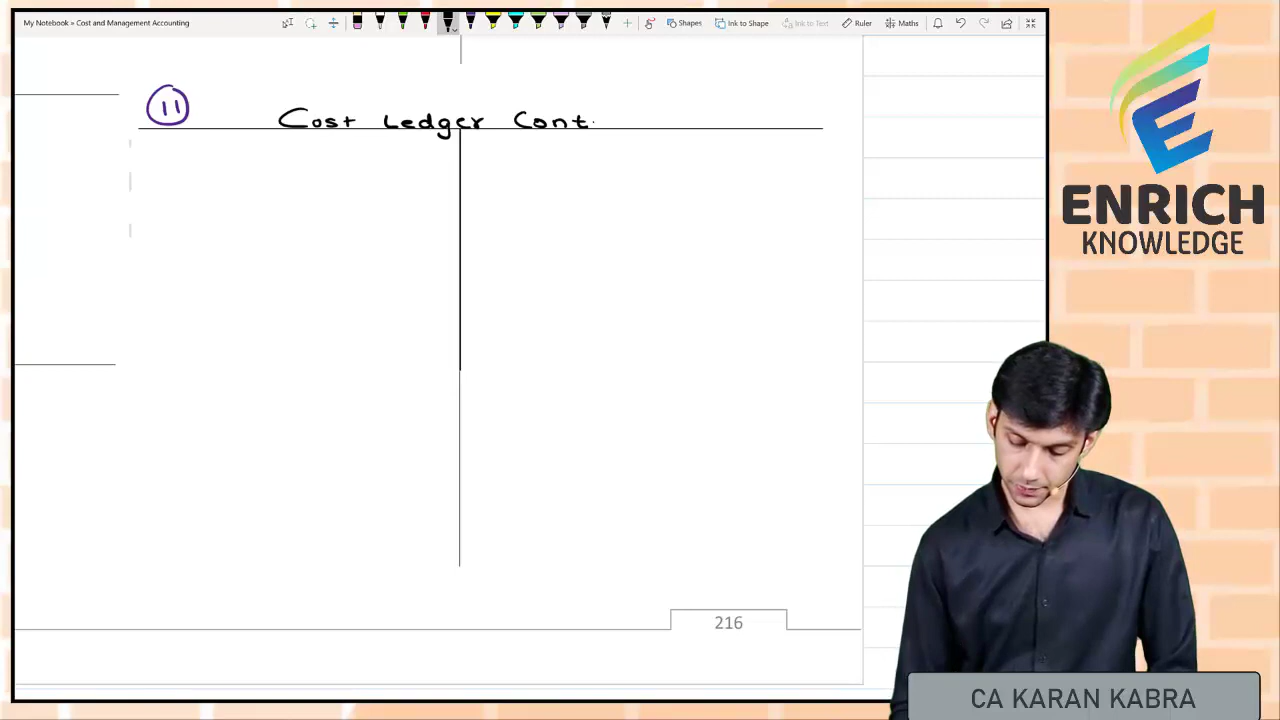 My Notebook » Cost and Management Accounting
Shapes
Ink to Shape
Ink to Text
Ruler
Maths
11
Cost Ledger Cont.
216
ENRICH
KNOWLEDGE
CA KARAN KABRA